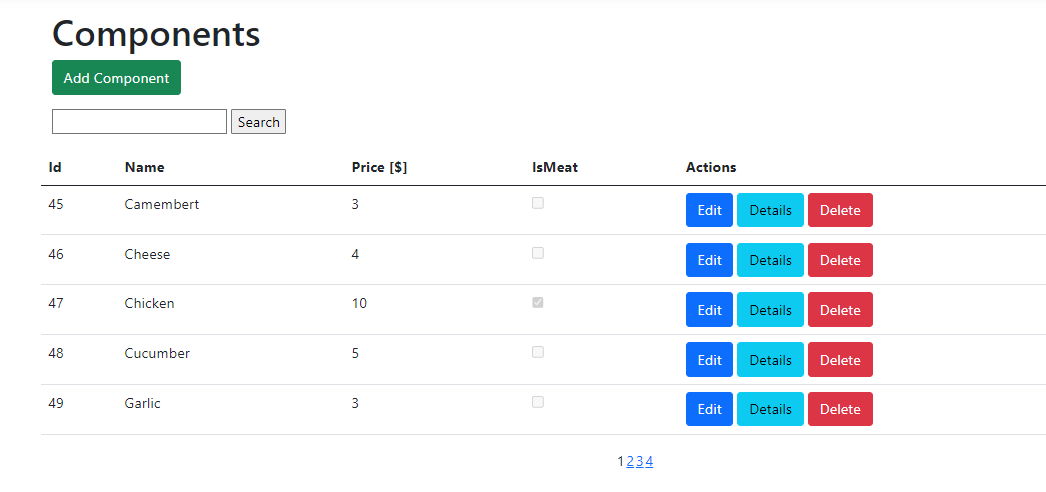 Components
Add Component
Search
Id Name Price [$] IsMeat Actions
45 Camembert 3 Edit Details Delete
46 Cheese 4 Edit Details Delete
47 Chicken 10 Edit Details Delete
48 Cucumber 5 Edit Details Delete
49 Garlic 3 Edit Details Delete
1 2 3 4